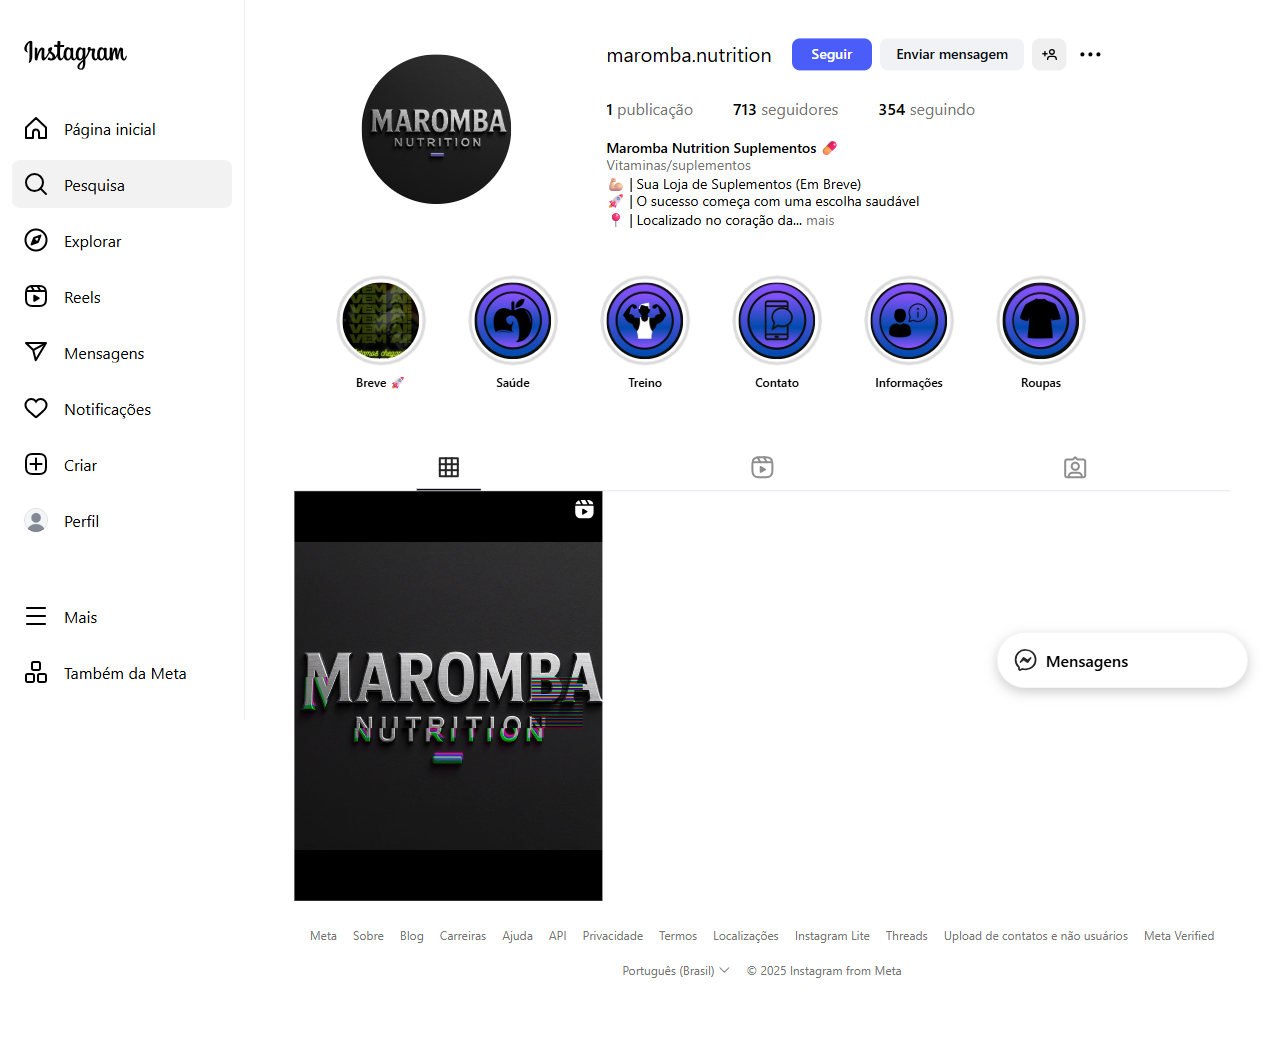 Instagram
Página inicial
Pesquisa
Explorar
Reels
Mensagens
Notificações
Criar
Perfil
Mais
Também da Meta
MAROMBA
NUTRITION
maromba.nutrition
Seguir
Enviar mensagem
1 publicação 713 seguidores 354 seguindo
Maromba Nutrition Suplementos 💊
Vitaminas/suplementos
💪🏼 | Sua Loja de Suplementos (Em Breve)
🚀 | O sucesso começa com uma escolha saudável
📍 | Localizado no coração da... mais
VEM AÍ!
VEM AÍ!
VEM AÍ!
VEM AÍ!
Breve 🚀
Saúde
Treino
Contato
Informações
Roupas
MAROMBA
NUTRITION
Mensagens
Meta Sobre Blog Carreiras Ajuda API Privacidade Termos Localizações Instagram Lite Threads Upload de contatos e não usuários Meta Verified
Português (Brasil) © 2025 Instagram from Meta